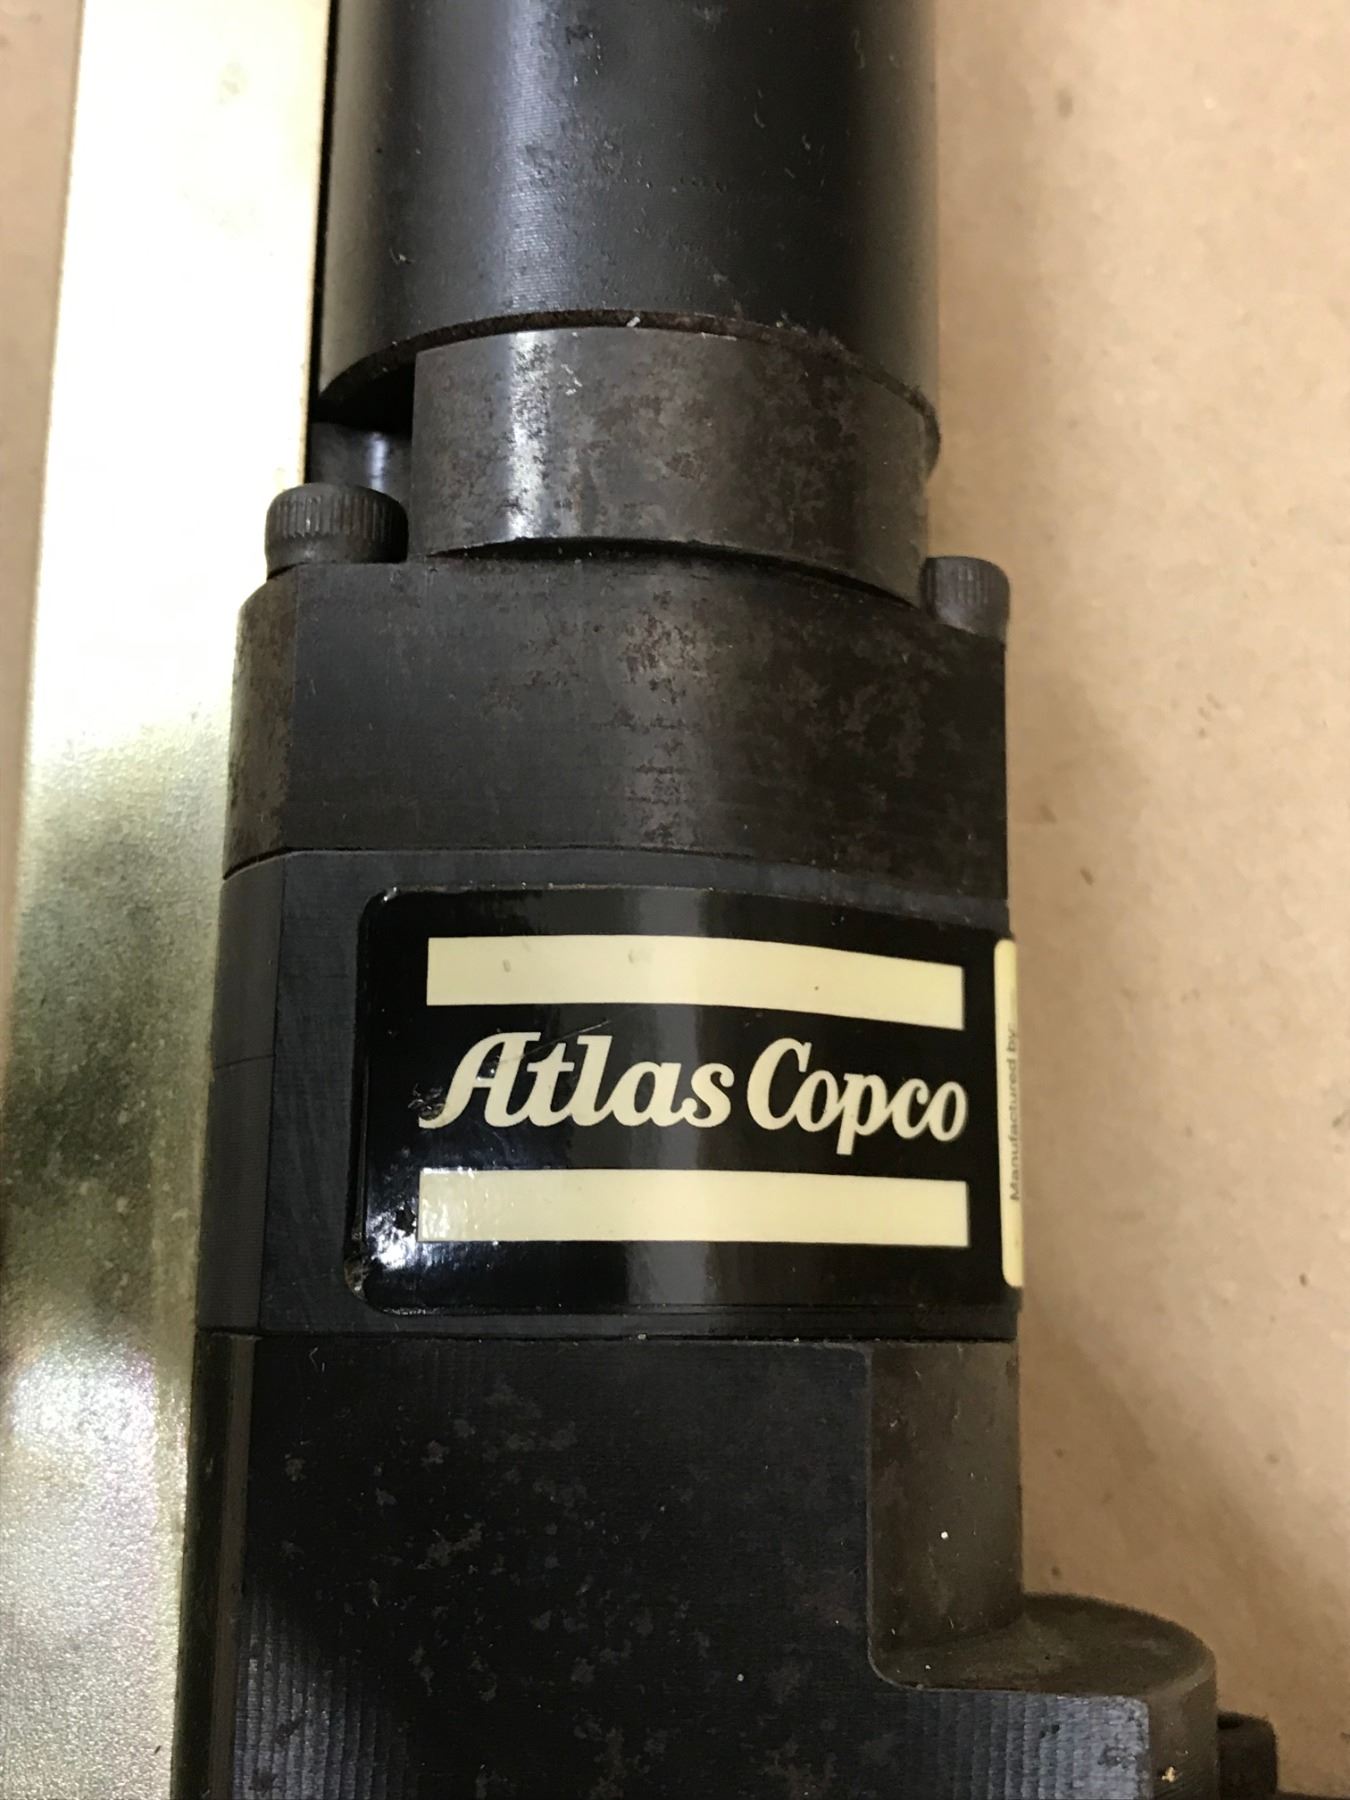 Atlas Copco
Manufactured by